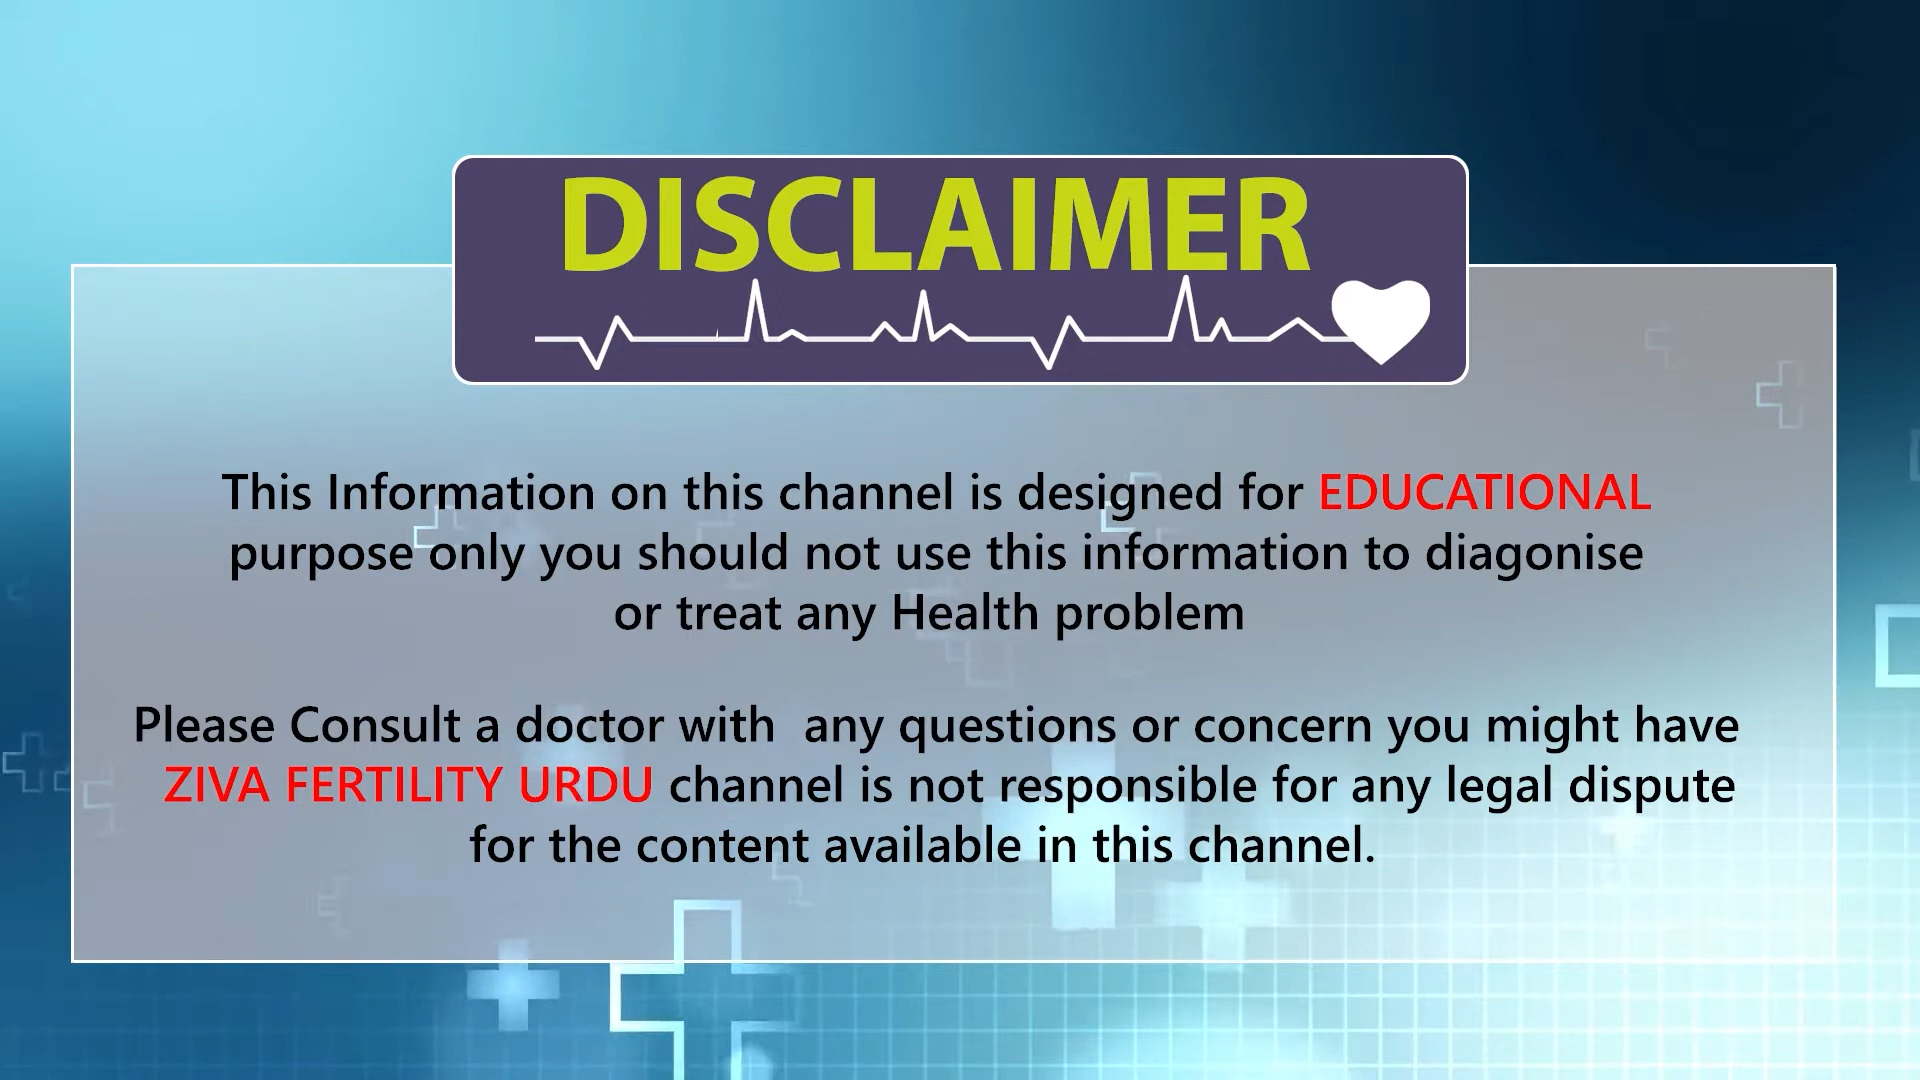 DISCLAIMER
This Information on this channel is designed for EDUCATIONAL
purpose only you should not use this information to diagonise
or treat any Health problem
Please Consult a doctor with  any questions or concern you might have
ZIVA FERTILITY URDU channel is not responsible for any legal dispute
for the content available in this channel.